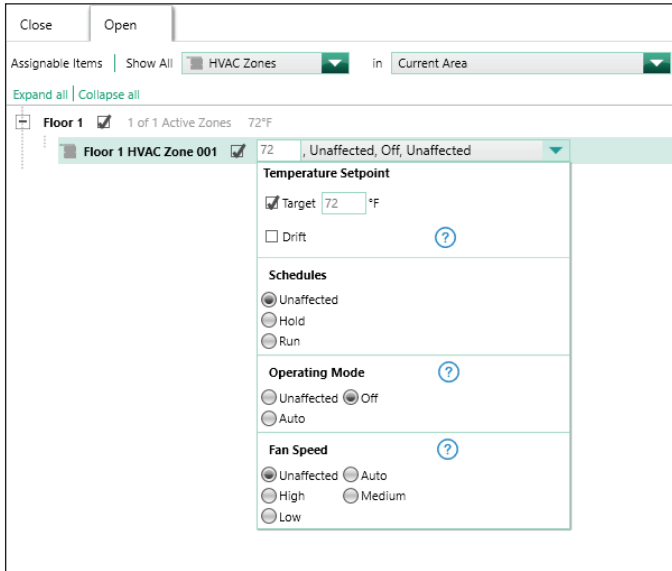 Close Open
Assignable Items Show All HVAC Zones in Current Area
Expand all Collapse all
Floor 1 1 of 1 Active Zones 72°F
Floor 1 HVAC Zone 001 72 , Unaffected, Off, Unaffected
Temperature Setpoint
Target 72 °F
Drift ?
Schedules
Unaffected
Hold
Run
Operating Mode ?
Unaffected Off
Auto
Fan Speed ?
Unaffected Auto
High Medium
Low